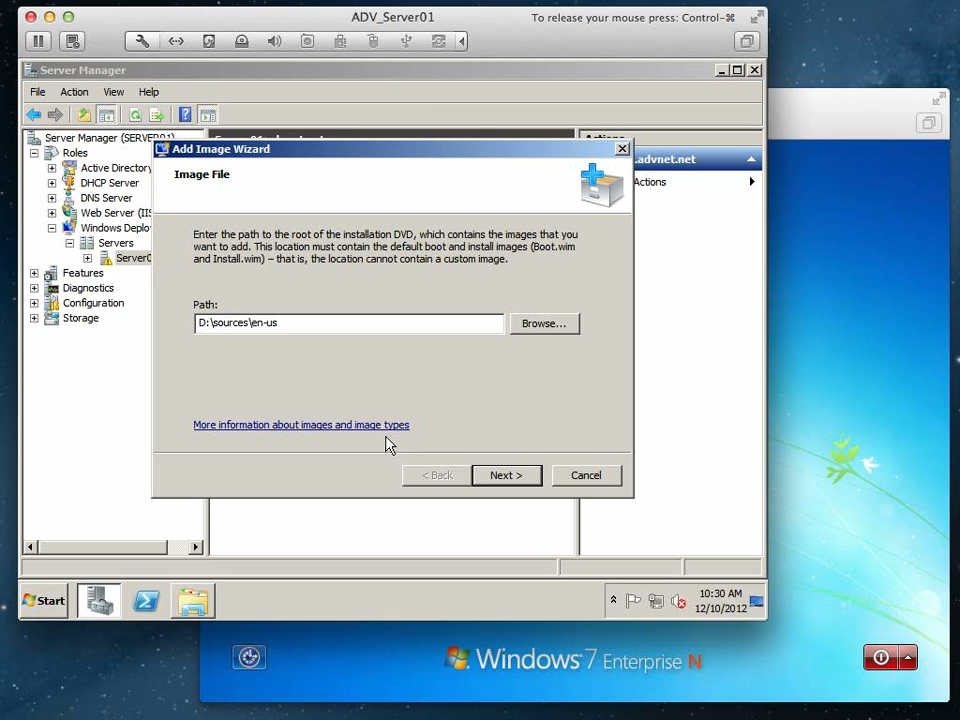 ADV_Server01
To release your mouse press: Control-⌘
Server Manager
File Action View Help
Server Manager (SERVER01)
Roles
Active Directory
DHCP Server
DNS Server
Web Server (IIS
Windows Deplo
Servers
Server0
Features
Diagnostics
Configuration
Storage
Actions
.advnet.net
Actions
Add Image Wizard
Image File
Enter the path to the root of the installation DVD, which contains the images that you
want to add. This location must contain the default boot and install images (Boot.wim
and Install.wim) – that is, the location cannot contain a custom image.
Path:
D:\sources\en-us
Browse...
More information about images and image types
< Back
Next >
Cancel
Start
10:30 AM
12/10/2012
Windows 7 Enterprise N